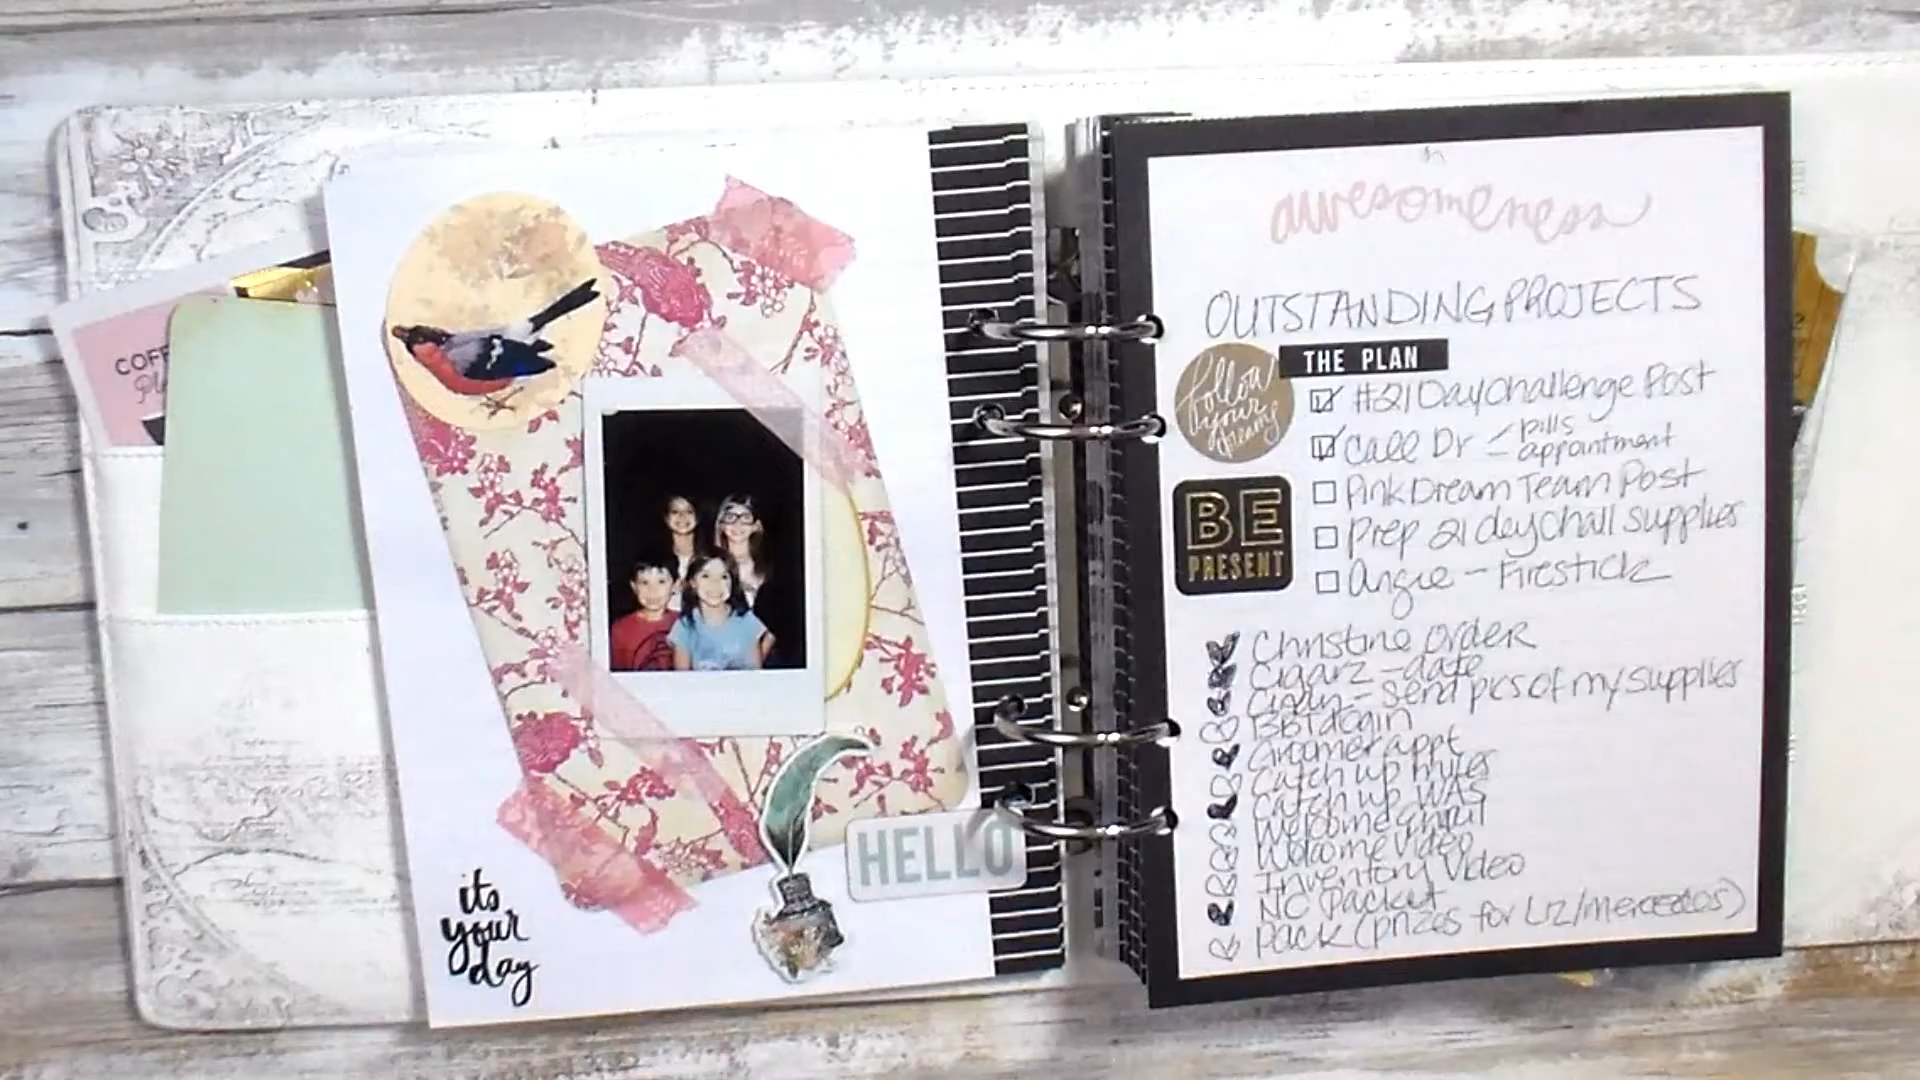 COFF
Pl
its
your
day
HELLO
awesomeness
OUTSTANDING PROJECTS
follow
your
dreams
THE PLAN
BE
PRESENT
#21DayChallenge Post
Call Dr < pills
appointment
Pink Dream Team Post
Prep 21 day chall supplies
Angie - Firestick
Christine order
Cigarz - date
- send pics of my supplies
BBT again
Groomer appt
Catch up
Catch up WAS
Welcome email
Welcome Video
Inventory Video
NC Packet
Pack (prizes for Liz/mercedes)